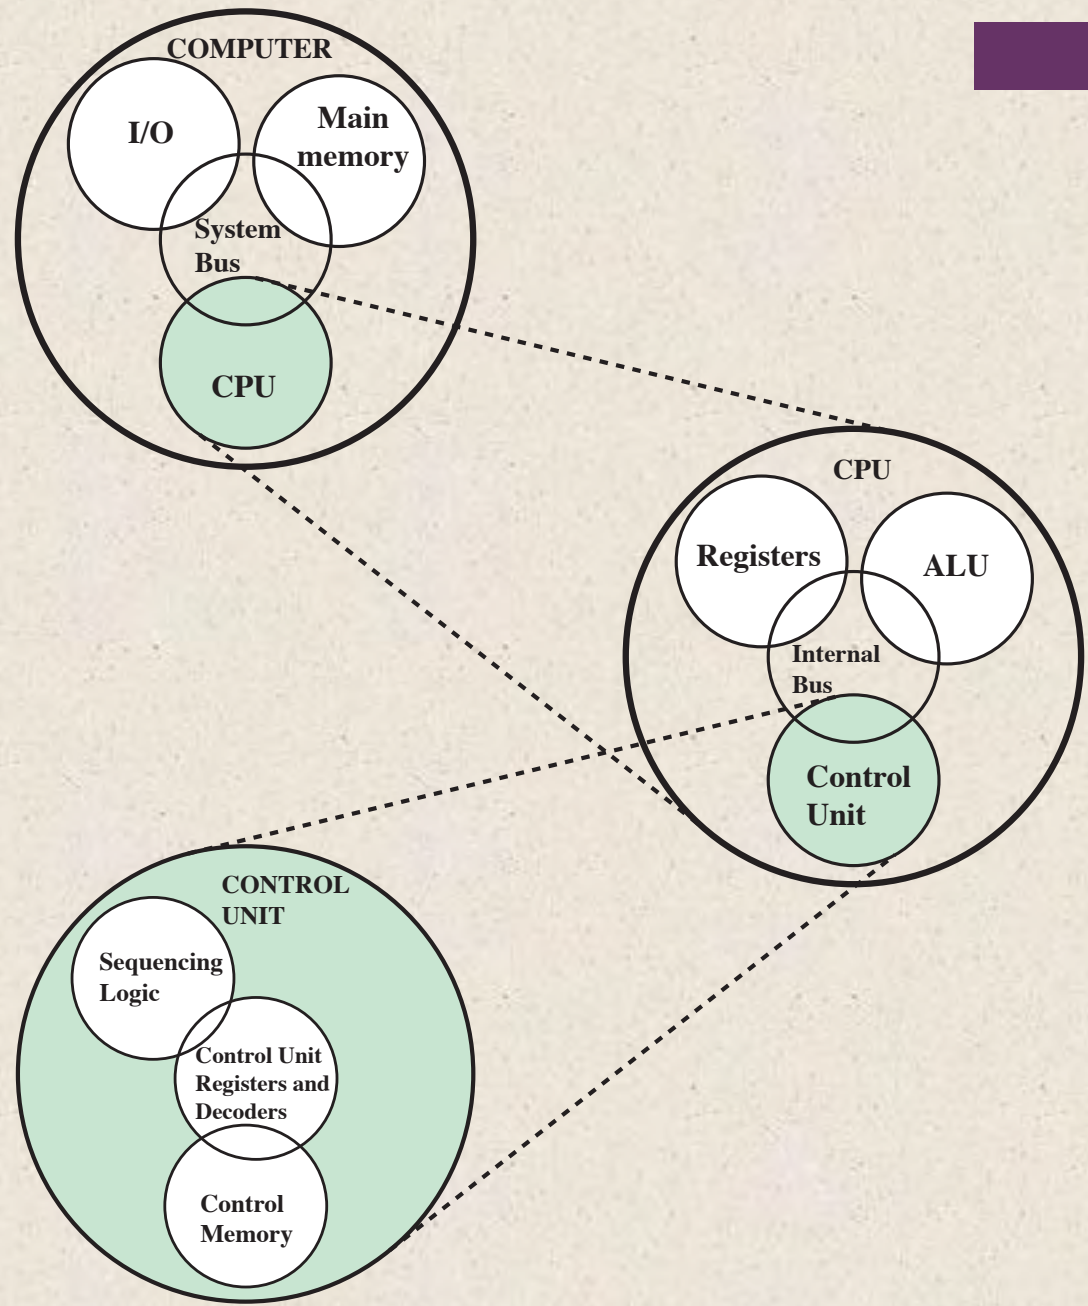 COMPUTER
I/O
Main
memory
System
Bus
CPU
CPU
Registers
ALU
Internal
Bus
Control
Unit
CONTROL
UNIT
Sequencing
Logic
Control Unit
Registers and
Decoders
Control
Memory